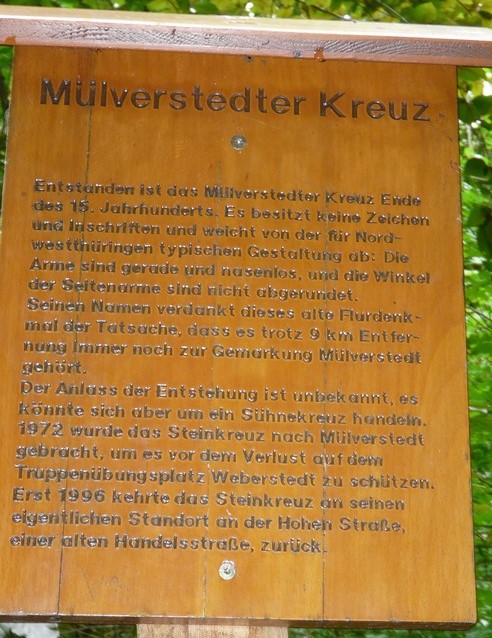 Mülverstedter Kreuz
Entstanden ist das Mülverstedter Kreuz Ende
des 15. Jahrhunderts. Es besitzt keine Zeichen
und Inschriften und weicht von der für Nord-
westthüringen typischen Gestaltung ab: Die
Arme sind gerade und nasenlos, und die Winkel
der Seitenarme sind nicht abgerundet.
Seinen Namen verdankt dieses alte Flurdenk-
mal der Tatsache, dass es trotz 9 km Entfer-
nung immer noch zur Gemarkung Mülverstedt
gehört.
Der Anlass der Entstehung ist unbekannt, es
könnte sich aber um ein Sühnekreuz handeln.
1972 wurde das Steinkreuz nach Mülverstedt
gebracht, um es vor dem Verlust auf dem
Truppenübungsplatz Weberstedt zu schützen.
Erst 1996 kehrte das Steinkreuz an seinen
eigentlichen Standort an der Hohen Straße,
einer alten Handelsstraße, zurück.